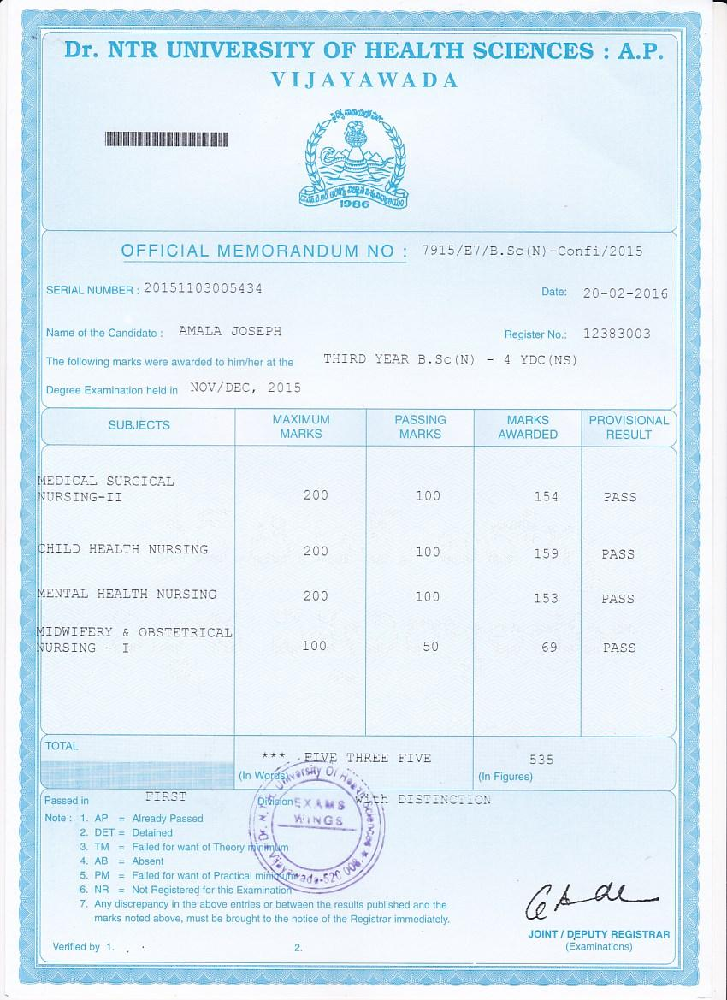 Dr. NTR UNIVERSITY OF HEALTH SCIENCES : A.P.
VIJAYAWADA
1986
OFFICIAL MEMORANDUM NO : 7915/E7/B.Sc(N)-Confi/2015
SERIAL NUMBER : 20151103005434 Date: 20-02-2016
Name of the Candidate : AMALA JOSEPH Register No.: 12383003
The following marks were awarded to him/her at the THIRD YEAR B.Sc(N) - 4 YDC(NS)
Degree Examination held in NOV/DEC, 2015
SUBJECTS MAXIMUM MARKS PASSING MARKS MARKS AWARDED PROVISIONAL RESULT
MEDICAL SURGICAL
NURSING-II 200 100 154 PASS
CHILD HEALTH NURSING 200 100 159 PASS
MENTAL HEALTH NURSING 200 100 153 PASS
MIDWIFERY & OBSTETRICAL
NURSING - I 100 50 69 PASS
TOTAL *** FIVE THREE FIVE 535
(In Words) (In Figures)
Passed in FIRST Division with DISTINCTION
Note : 1. AP = Already Passed
2. DET = Detained
3. TM = Failed for want of Theory minimum
4. AB = Absent
5. PM = Failed for want of Practical minimum
6. NR = Not Registered for this Examination
7. Any discrepancy in the above entries or between the results published and the
marks noted above, must be brought to the notice of the Registrar immediately.
Dr. N.T.R. University Of Health Sciences ★ Vijayawada-520 008. ★
EXAMS
WINGS
JOINT / DEPUTY REGISTRAR
(Examinations)
Verified by 1. 2.